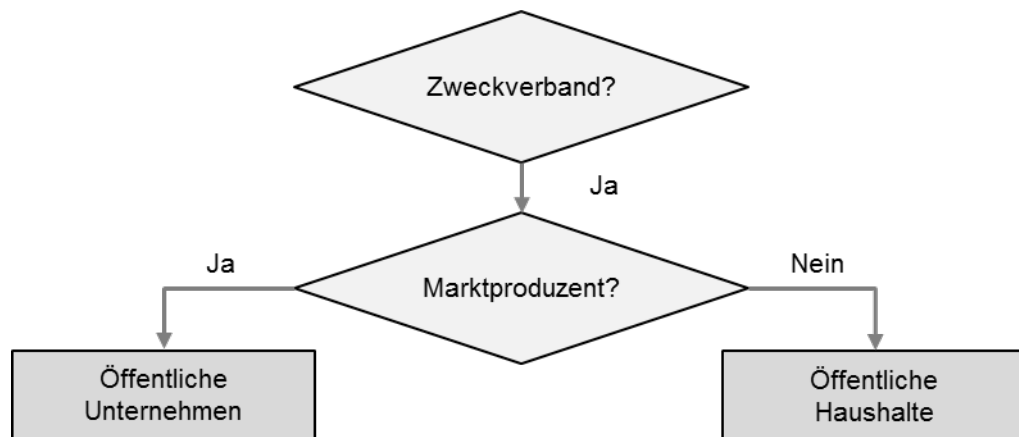 Zweckverband?
Ja
Ja
Marktproduzent?
Nein
Öffentliche
Unternehmen
Öffentliche
Haushalte